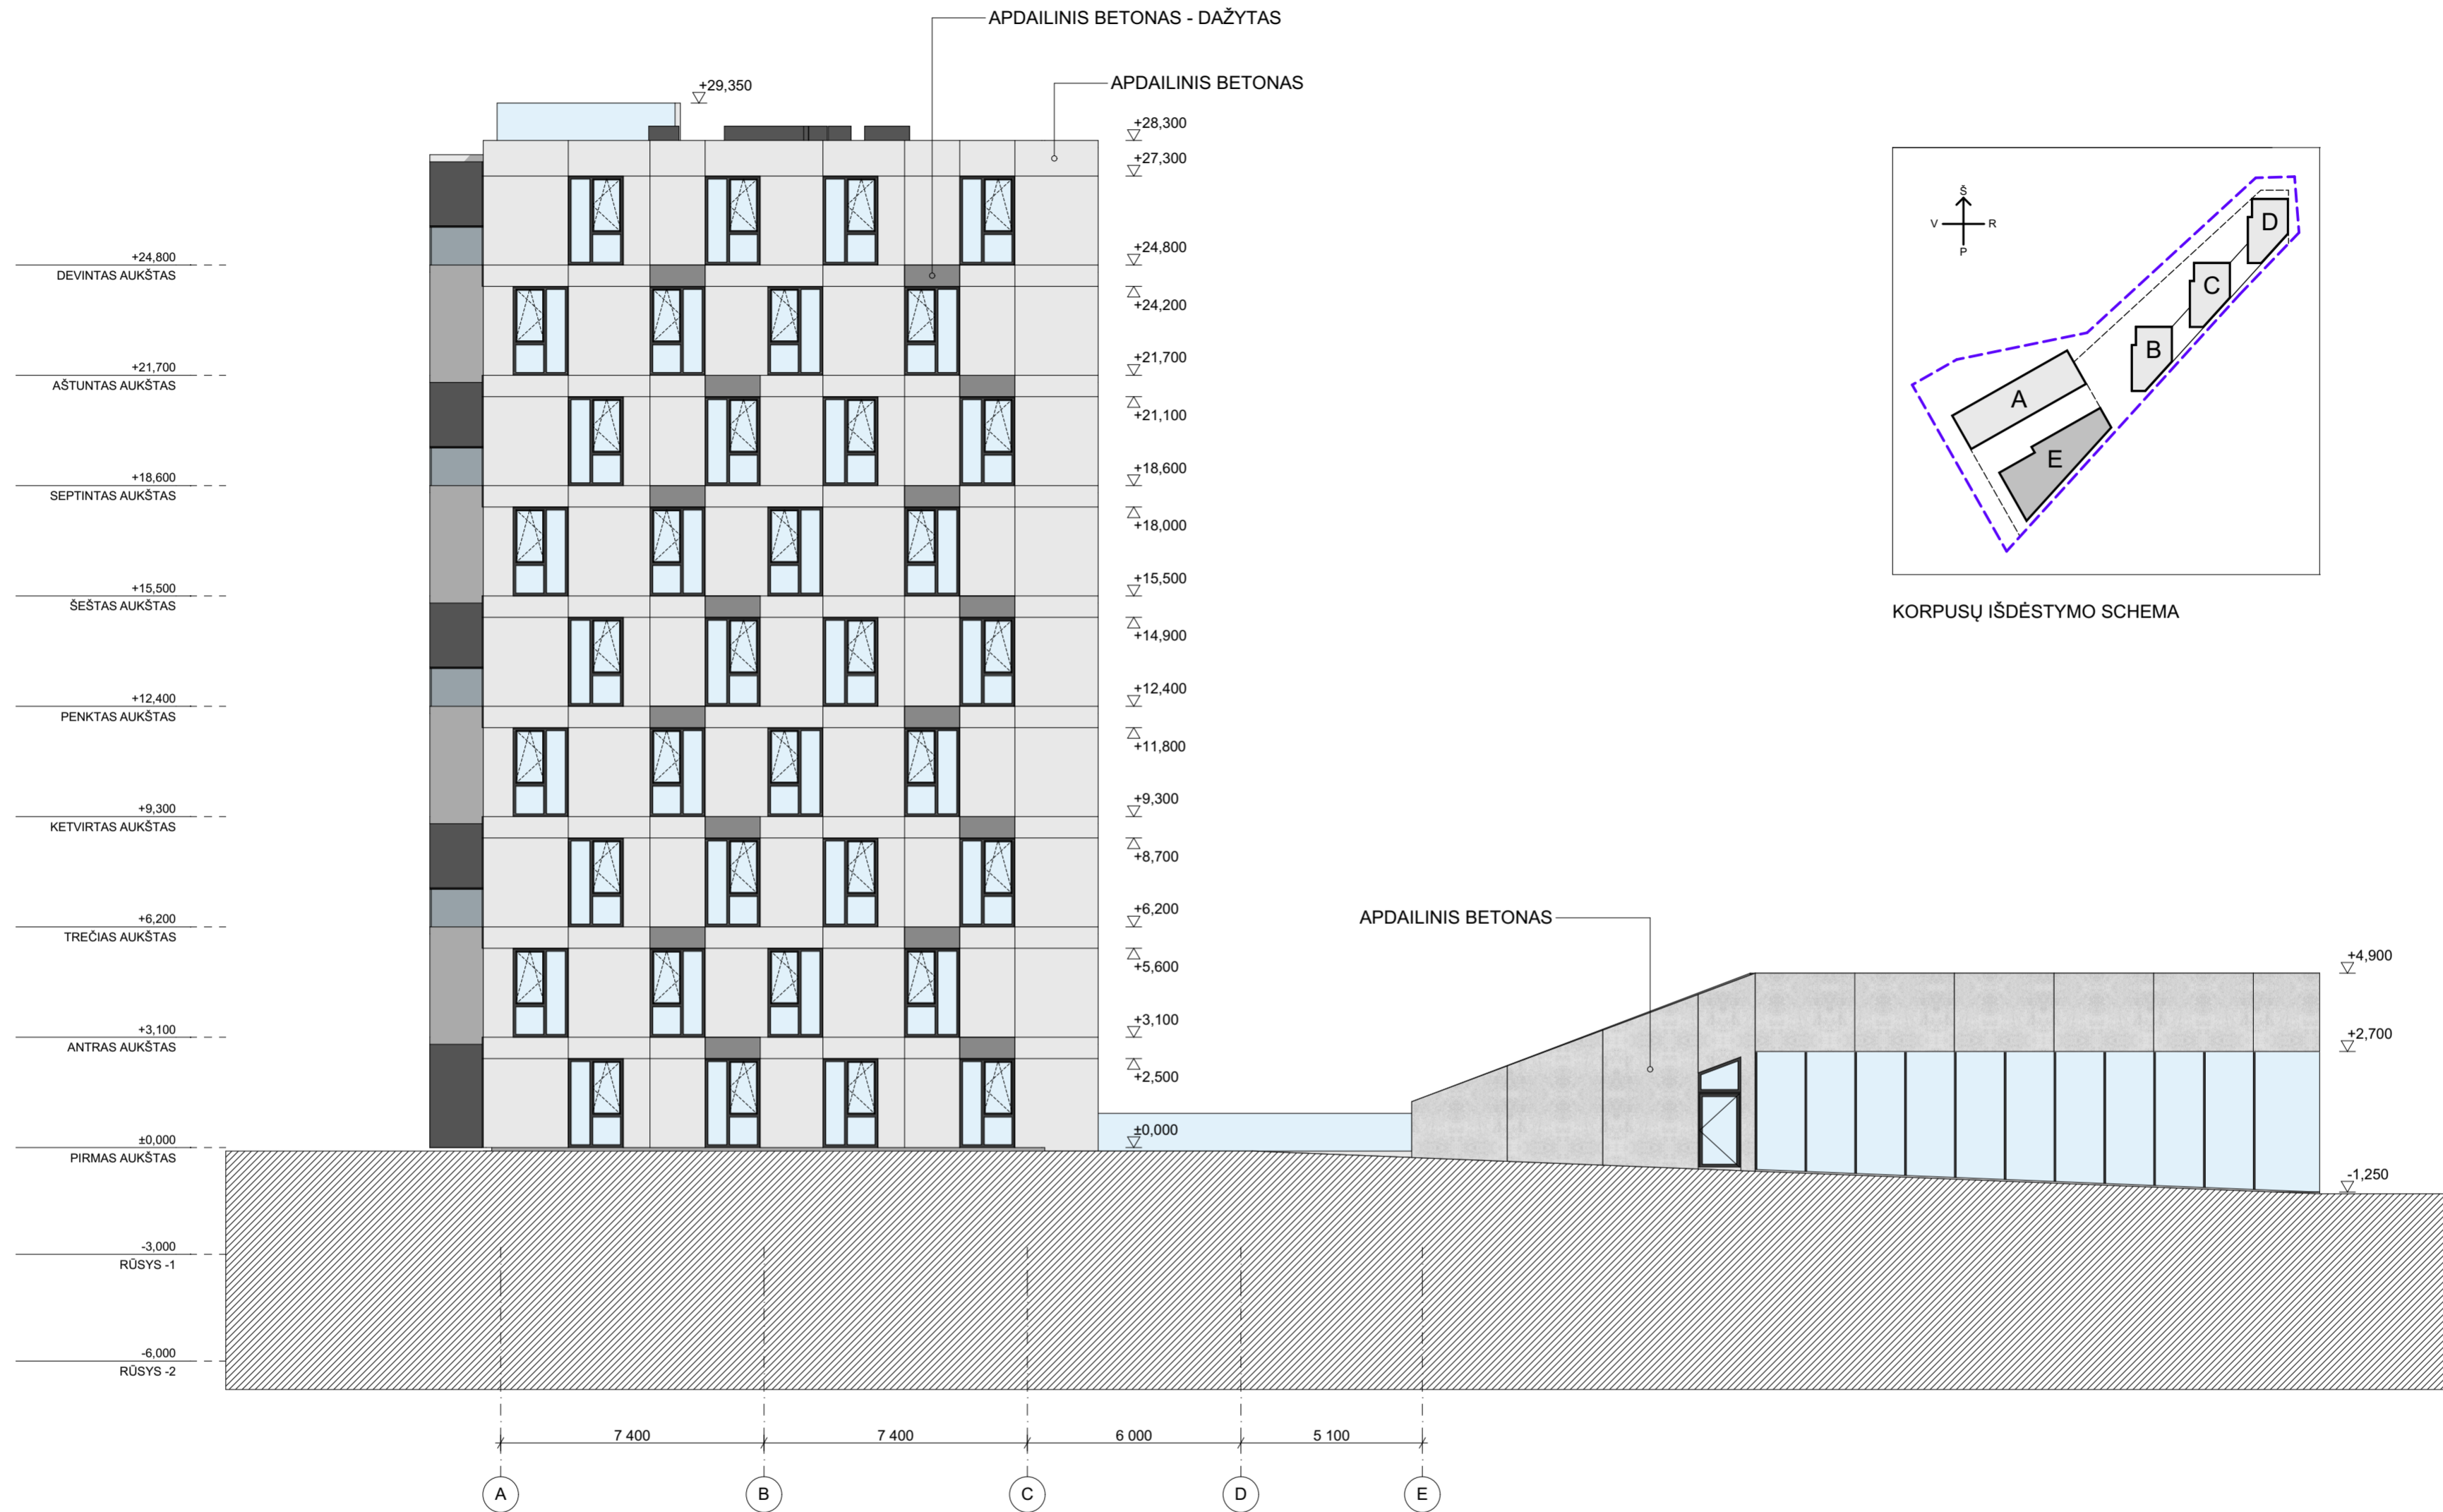 APDAILINIS BETONAS - DAŽYTAS
APDAILINIS BETONAS
+29,350
+28,300
+27,300
+24,800
+24,200
+21,700
+21,100
+18,600
+18,000
+15,500
+14,900
+12,400
+11,800
+9,300
+8,700
+6,200
+5,600
+3,100
+2,500
±0,000
+24,800
DEVINTAS AUKŠTAS
+21,700
AŠTUNTAS AUKŠTAS
+18,600
SEPTINTAS AUKŠTAS
+15,500
ŠEŠTAS AUKŠTAS
+12,400
PENKTAS AUKŠTAS
+9,300
KETVIRTAS AUKŠTAS
+6,200
TREČIAS AUKŠTAS
+3,100
ANTRAS AUKŠTAS
±0,000
PIRMAS AUKŠTAS
-3,000
RŪSYS -1
-6,000
RŪSYS -2
Š
V
R
P
D
C
B
A
E
KORPUSŲ IŠDĖSTYMO SCHEMA
APDAILINIS BETONAS
+4,900
+2,700
-1,250
7 400
7 400
6 000
5 100
A
B
C
D
E